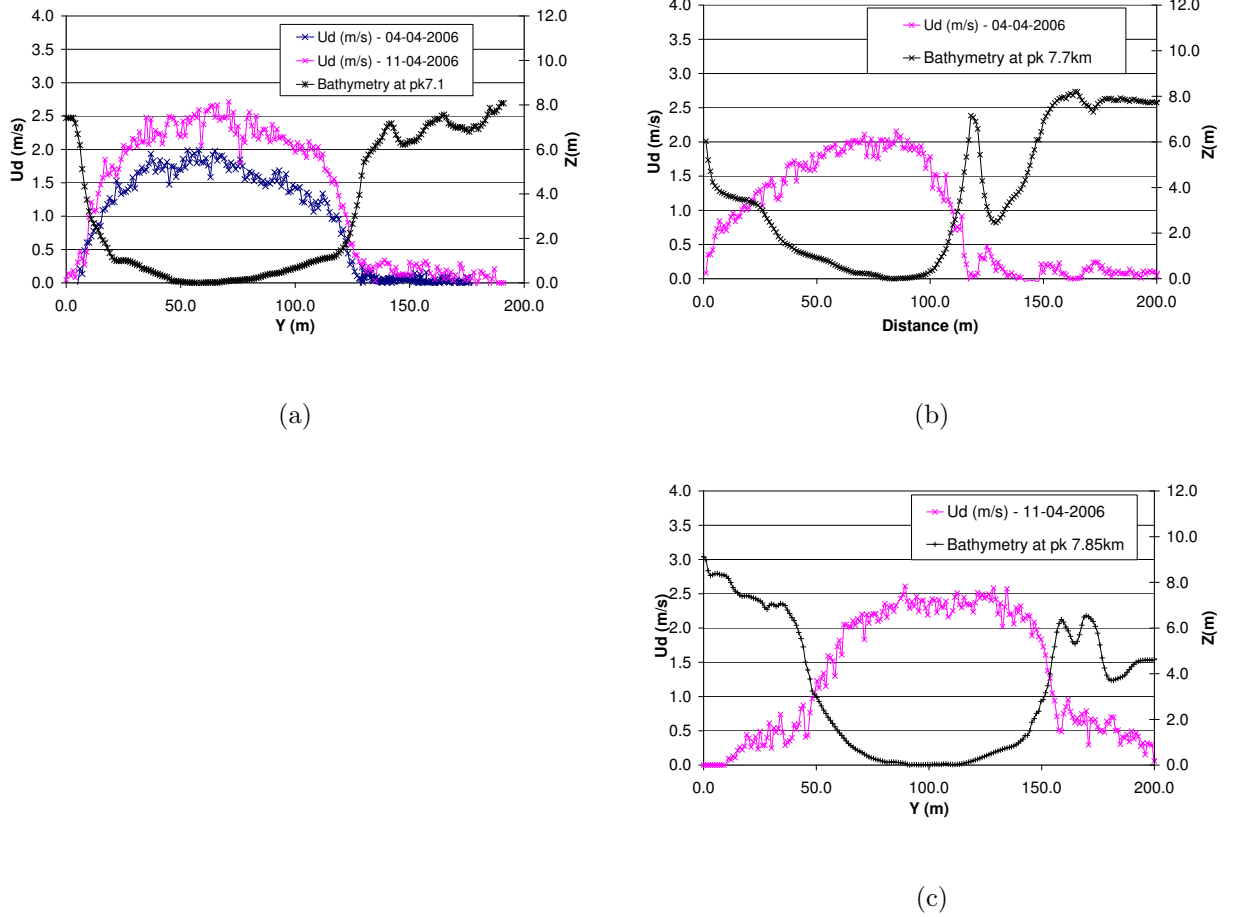 4.0
3.5
3.0
2.5
2.0
1.5
1.0
0.5
0.0
Ud (m/s)
12.0
10.0
8.0
6.0
4.0
2.0
0.0
Z(m)
0.0 50.0 100.0 150.0 200.0
Y (m)
Ud (m/s) - 04-04-2006
Ud (m/s) - 11-04-2006
Bathymetry at pk7.1
(a)
4.0
3.5
3.0
2.5
2.0
1.5
1.0
0.5
0.0
Ud (m/s)
12.0
10.0
8.0
6.0
4.0
2.0
0.0
Z(m)
0.0 50.0 100.0 150.0 200.0
Distance (m)
Ud (m/s) - 04-04-2006
Bathymetry at pk 7.7km
(b)
4.0
3.5
3.0
2.5
2.0
1.5
1.0
0.5
0.0
Ud (m/s)
12.0
10.0
8.0
6.0
4.0
2.0
0.0
Z(m)
0.0 50.0 100.0 150.0 200.0
Y (m)
Ud (m/s) - 11-04-2006
Bathymetry at pk 7.85km
(c)